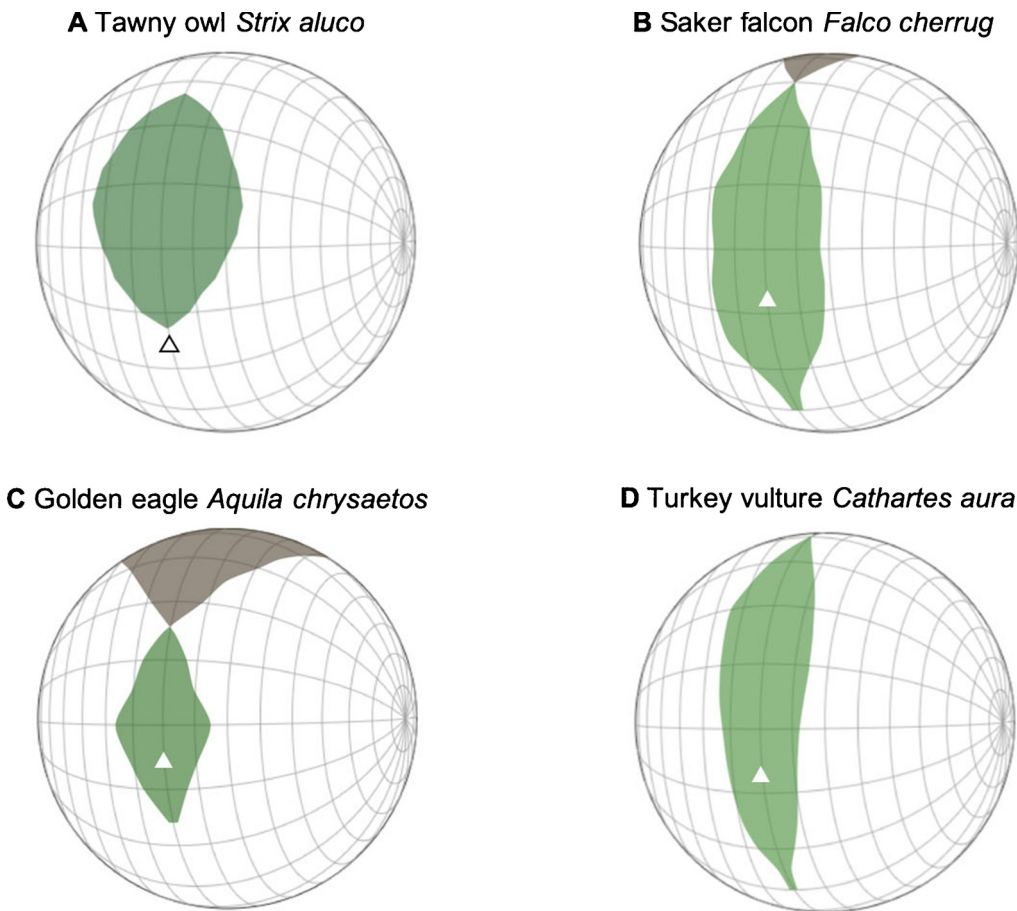 A Tawny owl Strix aluco
B Saker falcon Falco cherrug
C Golden eagle Aquila chrysaetos
D Turkey vulture Cathartes aura